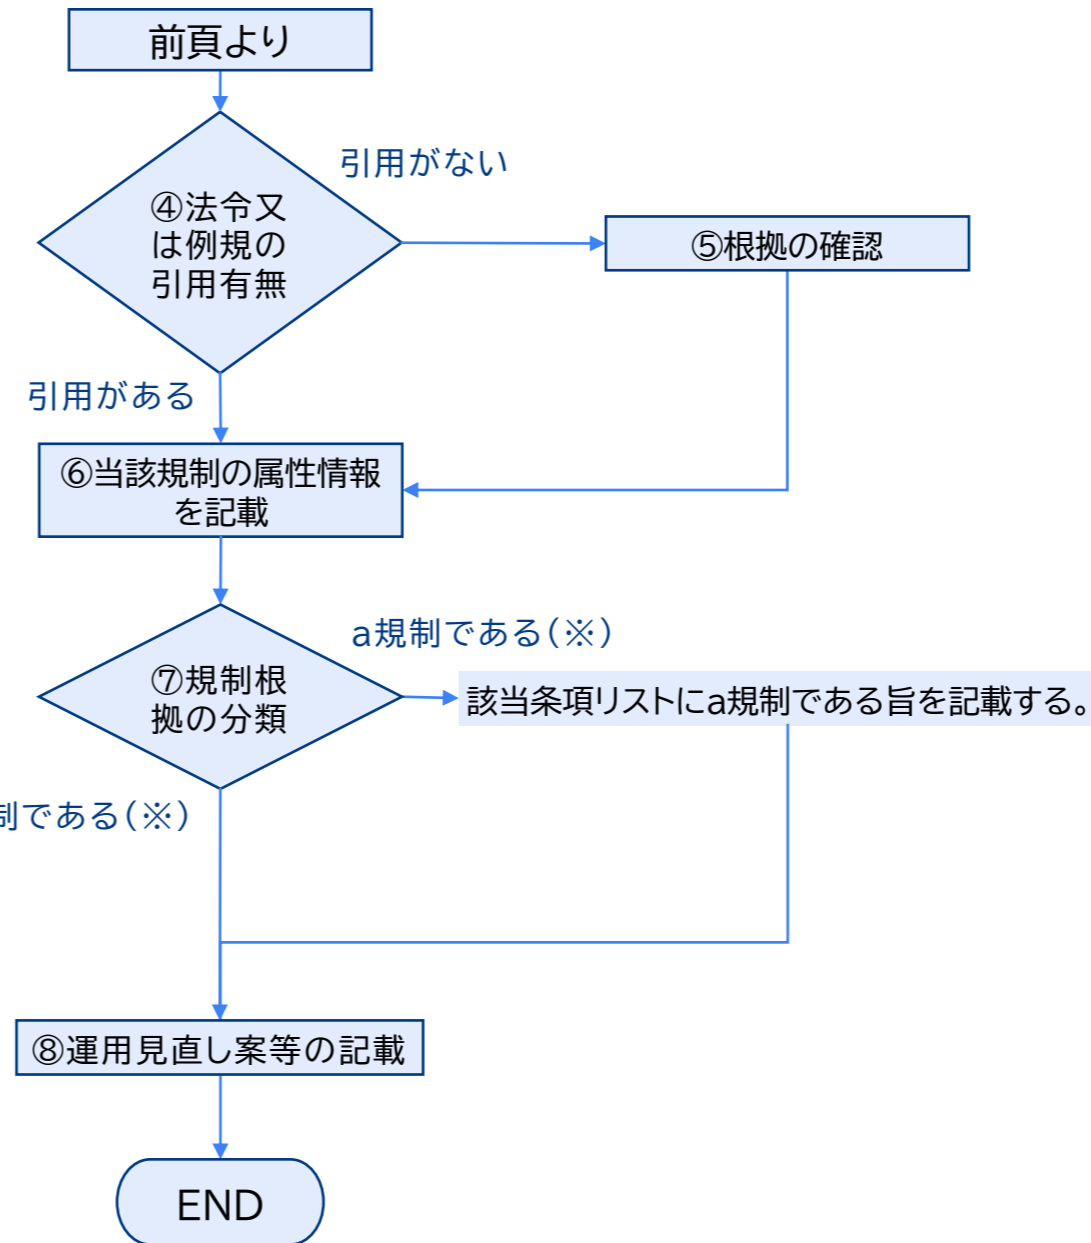 前頁より
引用がない
④法令又
は例規の
引用有無
⑤根拠の確認
引用がある
⑥当該規制の属性情報
を記載
a規制である(※)
⑦規制根
拠の分類
該当条項リストにa規制である旨を記載する。
制である(※)
⑧運用見直し案等の記載
END